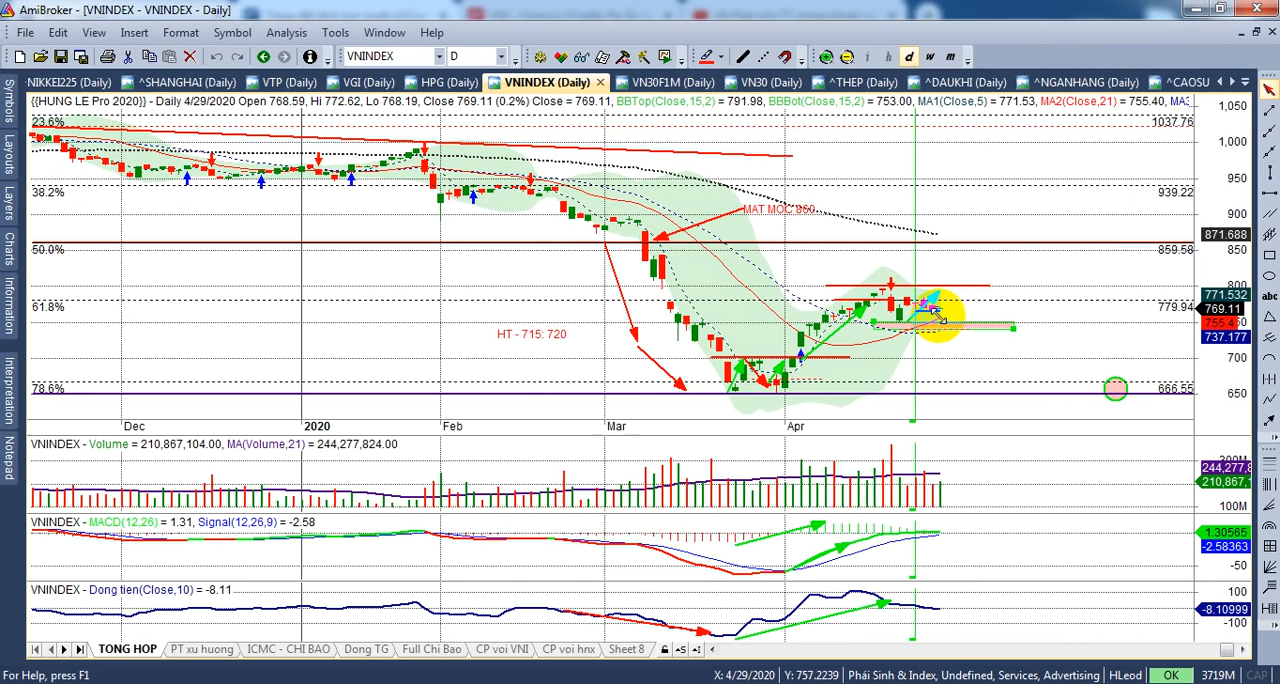 AmiBroker - [VNINDEX - VNINDEX - Daily]
File Edit View Insert Format Symbol Analysis Tools Window Help
VNINDEX D i h d w m
NIKKEI225 (Daily) ^SHANGHAI (Daily) VTP (Daily) VGI (Daily) HPG (Daily) VNINDEX (Daily) VN30F1M (Daily) VN30 (Daily) ^THEP (Daily) ^DAUKHI (Daily) ^NGANHANG (Daily) ^CAOSU
{{HUNG LE Pro 2020}} - Daily 4/29/2020 Open 768.59, Hi 772.62, Lo 768.19, Close 769.11 (0.2%) Close = 769.11, BBTop(Close,15,2) = 791.98, BBBot(Close,15,2) = 753.00, MA1(Close,5) = 771.53, MA2(Close,21) = 755.40,
1,050
23.6% 1037.76
1,000
950
38.2% 939.22
900
MAT MOC 860
871.688
50.0% 859.58
850
800
771.532
61.8% 779.94
769.11
755.4
HT - 715: 720
737.177
700
78.6% 666.55
650
Dec 2020 Feb Mar Apr
VNINDEX - Volume = 210,867,104.00, MA(Volume,21) = 244,277,824.00
244,277,8
210,867,
100M
VNINDEX - MACD(12,26) = 1.31, Signal(12,26,9) = -2.58
1.30565
-2.58363
-50
VNINDEX - Dong tien(Close,10) = -8.11
100
-8.10999
-100
Symbols
Layouts
Layers
Charts
Information
Interpretation
Notepad
abc
TONG HOP PT xu huong ICMC - CHI BAO Dong TG Full Chi Bao CP voi VNI CP voi hnx Sheet 8
For Help, press F1 X: 4/29/2020 Y: 757.2239 Phái Sinh & Index, Undefined, Services, Advertising HLeod OK 3719M CAP